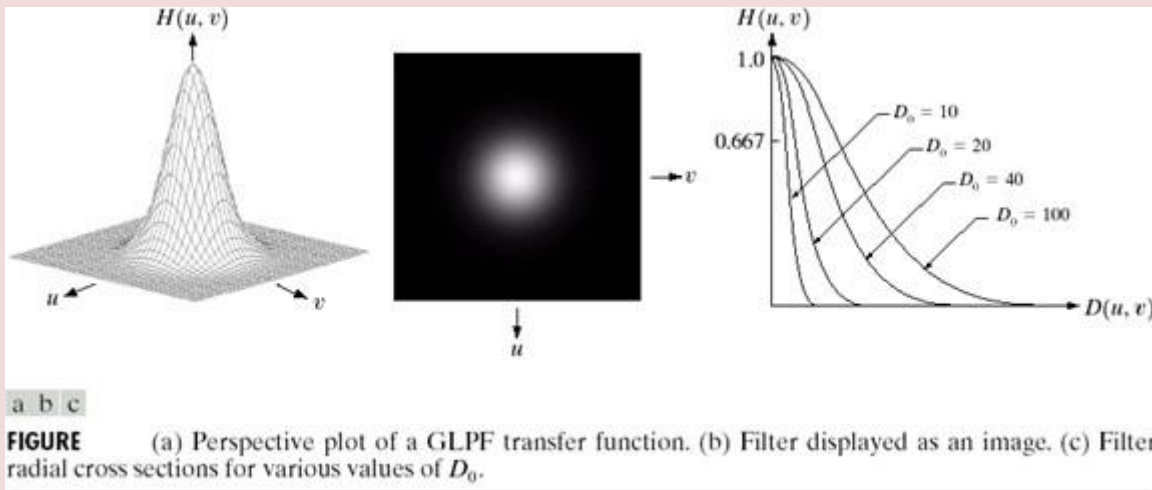 H(u, v)
u
v
v
u
H(u, v)
1.0
0.667
D₀ = 10
D₀ = 20
D₀ = 40
D₀ = 100
D(u, v)
a b c
FIGURE (a) Perspective plot of a GLPF transfer function. (b) Filter displayed as an image. (c) Filter
radial cross sections for various values of D₀.